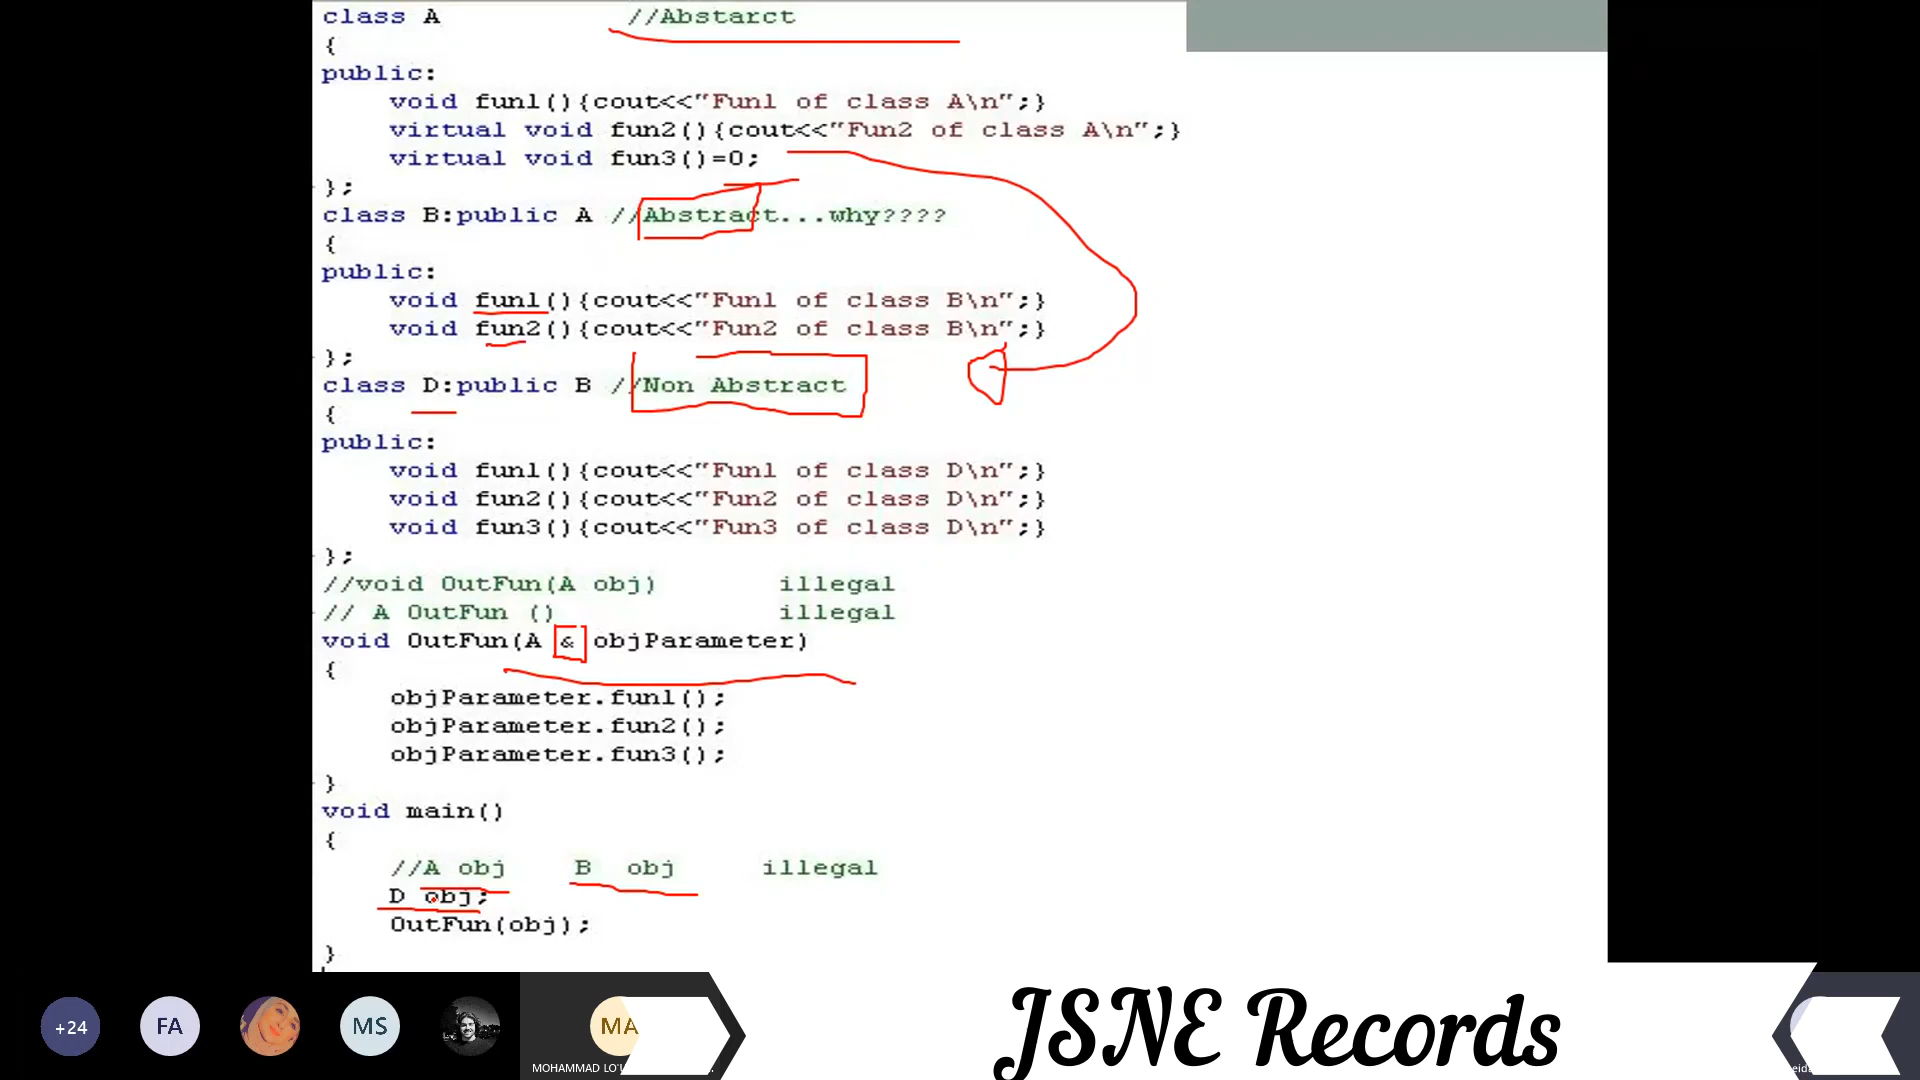 class A //Abstarct
{
public:
void fun1(){cout<<"Fun1 of class A\n";}
virtual void fun2(){cout<<"Fun2 of class A\n";}
virtual void fun3()=0;
};
class B:public A //Abstract...why????
{
public:
void fun1(){cout<<"Fun1 of class B\n";}
void fun2(){cout<<"Fun2 of class B\n";}
};
class D:public B //Non Abstract
{
public:
void fun1(){cout<<"Fun1 of class D\n";}
void fun2(){cout<<"Fun2 of class D\n";}
void fun3(){cout<<"Fun3 of class D\n";}
};
//void OutFun(A obj) illegal
// A OutFun () illegal
void OutFun(A & objParameter)
{
objParameter.fun1();
objParameter.fun2();
objParameter.fun3();
}
void main()
{
//A obj B obj illegal
D obj;
OutFun(obj);
}
+24 FA MS MA
MOHAMMAD
JSNE Records